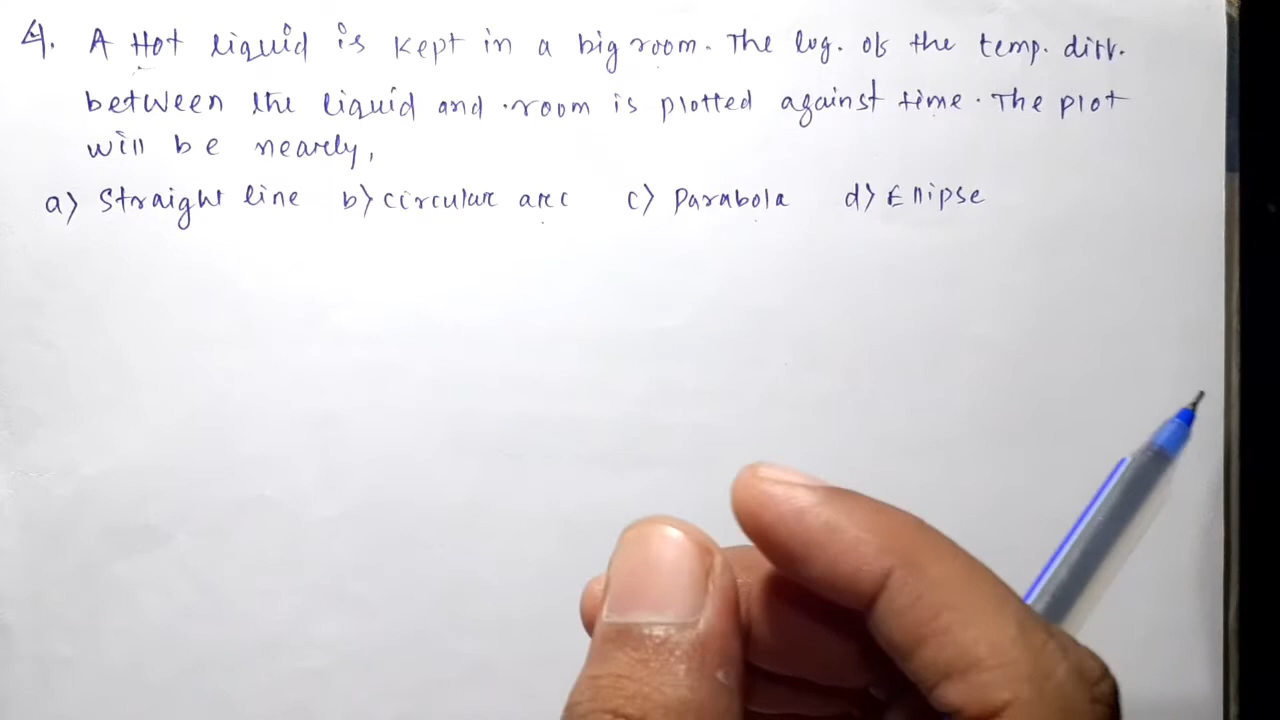 4. A Hot liquid is kept in a big room. The log. of the temp. diff.
between the liquid and room is plotted against time. The plot
will be nearly,
a) Straight line b) circular arc c) Parabola d) Ellipse